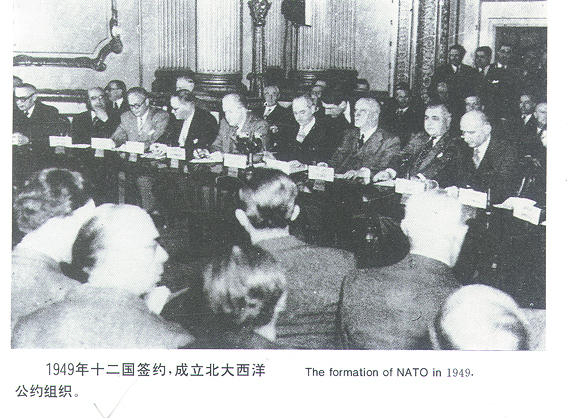 1949年十二国签约，成立北大西洋
公约组织。
The formation of NATO in 1949.